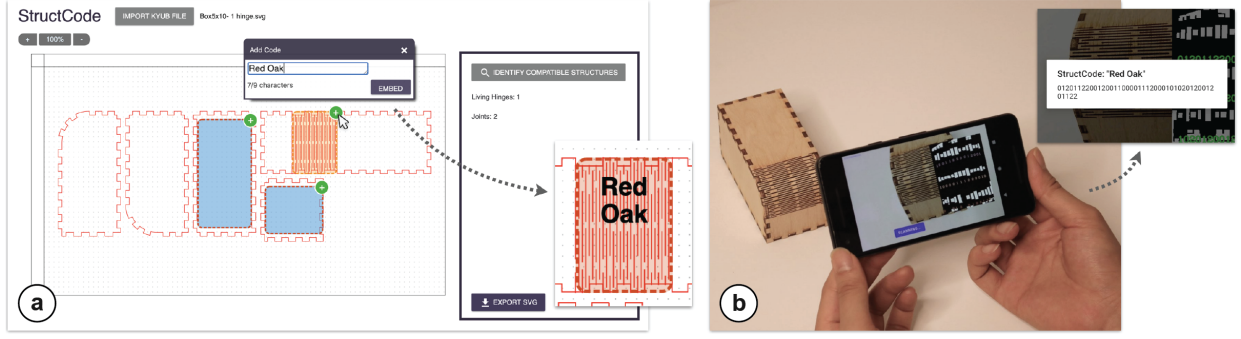 StructCode
IMPORT KYUB FILE
Box5x10- 1 hinge.svg
+ 100% -
Add Code ×
Red Oak
7/9 characters
EMBED
IDENTIFY COMPATIBLE STRUCTURES
Living Hinges: 1
Joints: 2
EXPORT SVG
Red
Oak
a
StructCode: "Red Oak"
012011220012001100001112000101020120012
01122
b